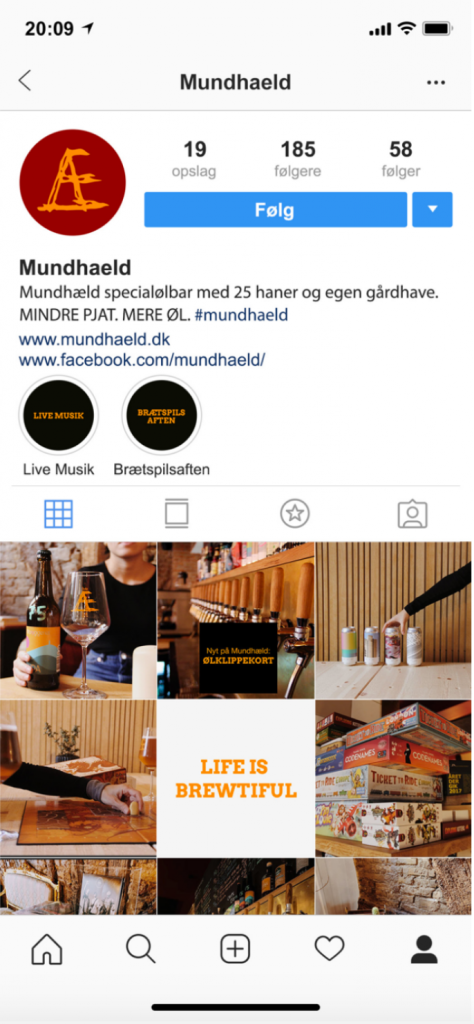 20:09
Mundhaeld
19
185
58
opslag
følgere
følger
Følg
Mundhaeld
Mundhæld specialølbar med 25 haner og egen gårdhave.
MINDRE PJAT. MERE ØL. #mundhaeld
www.mundhaeld.dk
www.facebook.com/mundhaeld/
LIVE MUSIK
BRÆTSPILS
AFTEN
Live Musik
Brætspilsaften
Æ
Nyt på Mundhæld:
ØLKLIPPEKORT
LIFE IS
BREWTIFUL
CODENAMES
CODENAMES
TICKET TO RIDE